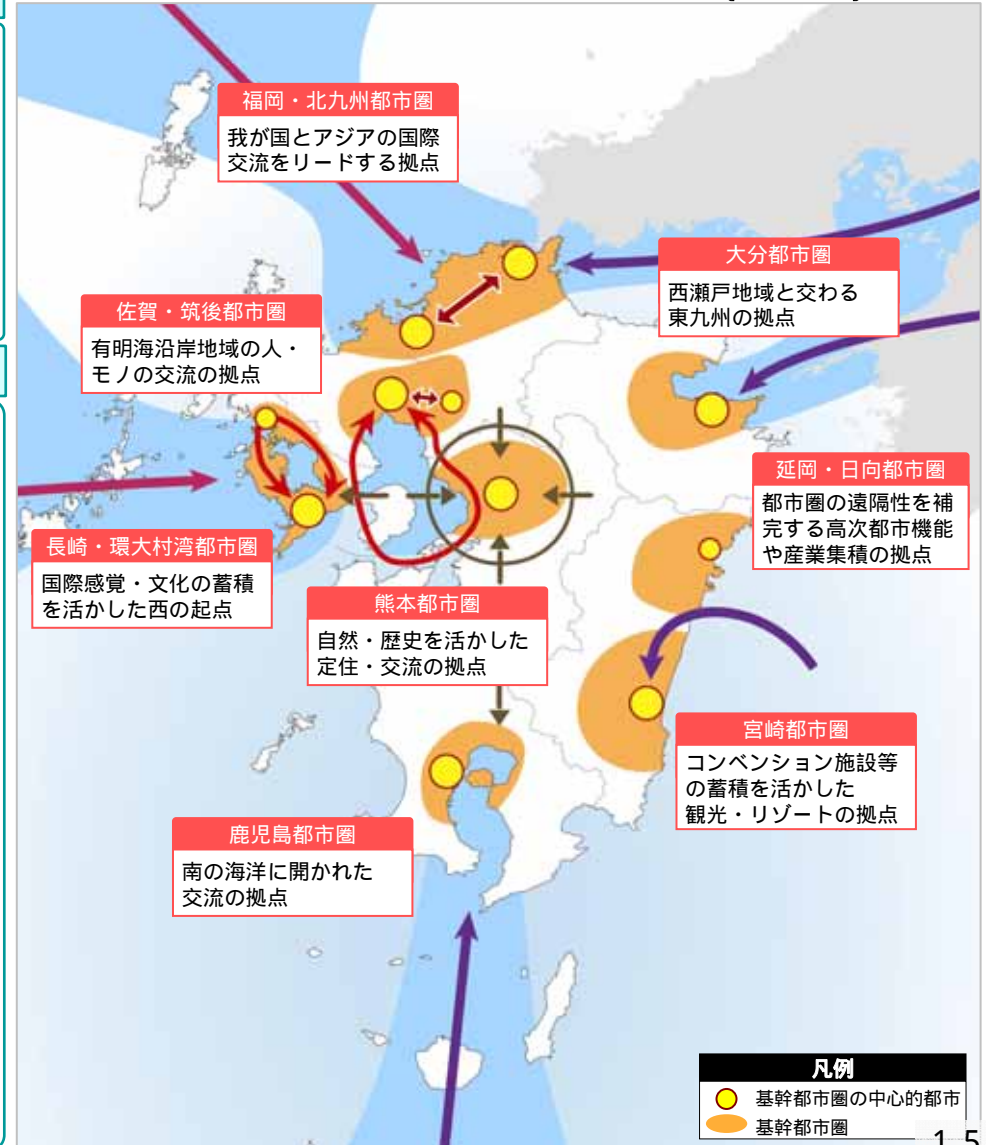 福岡・北九州都市圏
我が国とアジアの国際
交流をリードする拠点
大分都市圏
西瀬戸地域と交わる
東九州の拠点
佐賀・筑後都市圏
有明海沿岸地域の人・
モノの交流の拠点
延岡・日向都市圏
都市圏の遠隔性を補
完する高次都市機能
や産業集積の拠点
長崎・環大村湾都市圏
国際感覚・文化の蓄積
を活かした西の起点
熊本都市圏
自然・歴史を活かした
定住・交流の拠点
宮崎都市圏
コンベンション施設等
の蓄積を活かした
観光・リゾートの拠点
鹿児島都市圏
南の海洋に開かれた
交流の拠点
凡例
基幹都市圏の中心的都市
基幹都市圏
1 5